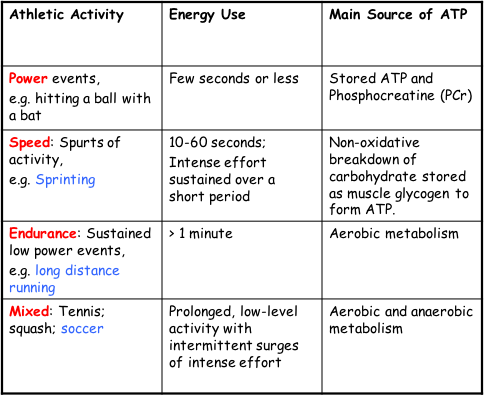 Athletic Activity
Energy Use
Main Source of ATP
Power events,
e.g. hitting a ball with
a bat
Few seconds or less
Stored ATP and
Phosphocreatine (PCr)
Speed: Spurts of
activity,
e.g. Sprinting
10-60 seconds;
Intense effort
sustained over a
short period
Non-oxidative
breakdown of
carbohydrate stored
as muscle glycogen to
form ATP.
Endurance: Sustained
low power events,
e.g. long distance
running
> 1 minute
Aerobic metabolism
Mixed: Tennis;
squash; soccer
Prolonged, low-level
activity with
intermittent surges
of intense effort
Aerobic and anaerobic
metabolism